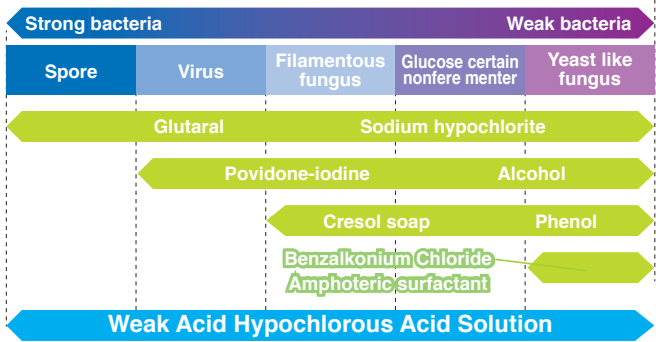 Strong bacteria Weak bacteria
Spore
Virus
Filamentous
fungus
Glucose certain
nonfere menter
Yeast like
fungus
Glutaral Sodium hypochlorite
Povidone-iodine Alcohol
Cresol soap Phenol
Benzalkonium Chloride
Amphoteric surfactant
Weak Acid Hypochlorous Acid Solution